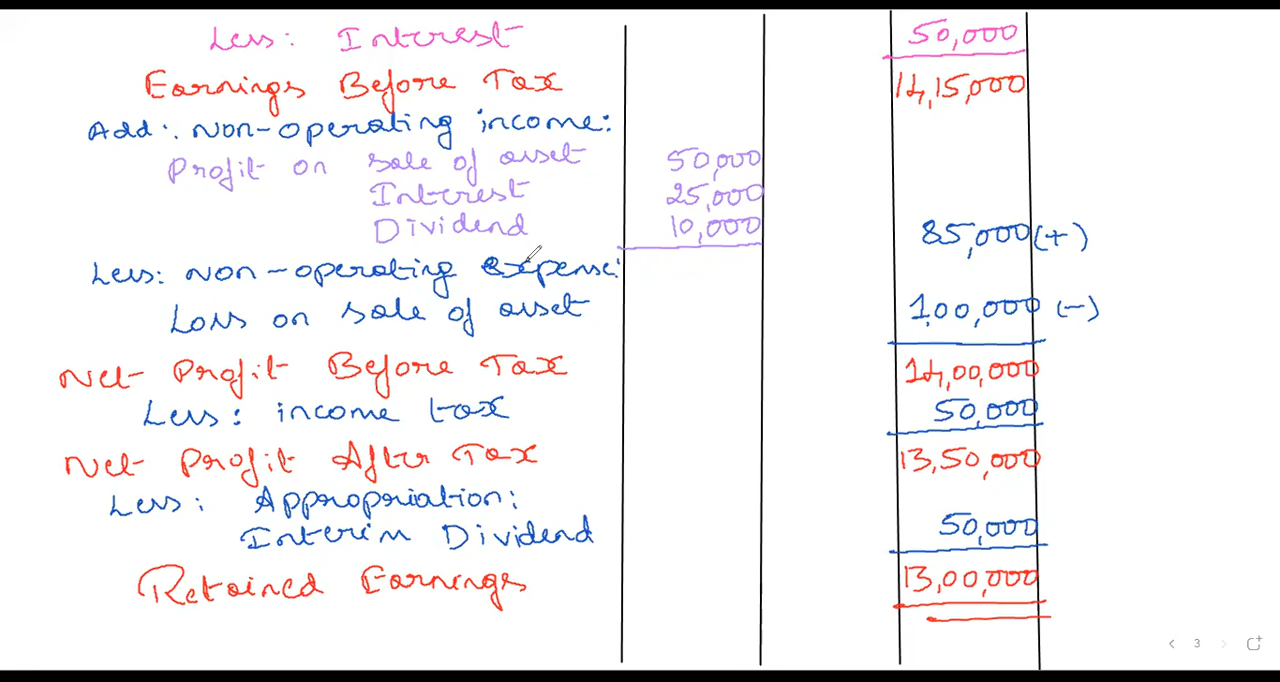 Less: Interest 50,000
Earnings Before Tax 14,15,000
Add: Non-operating income:
Profit on sale of asset 50,000
Interest 25,000
Dividend 10,000 85,000 (+)
Less: Non-operating expense:
Loss on sale of asset 1,00,000 (-)
Net Profit Before Tax 14,00,000
Less: income tax 50,000
Net Profit After Tax 13,50,000
Less: Appropriation:
Interim Dividend 50,000
Retained Earnings 13,00,000
3